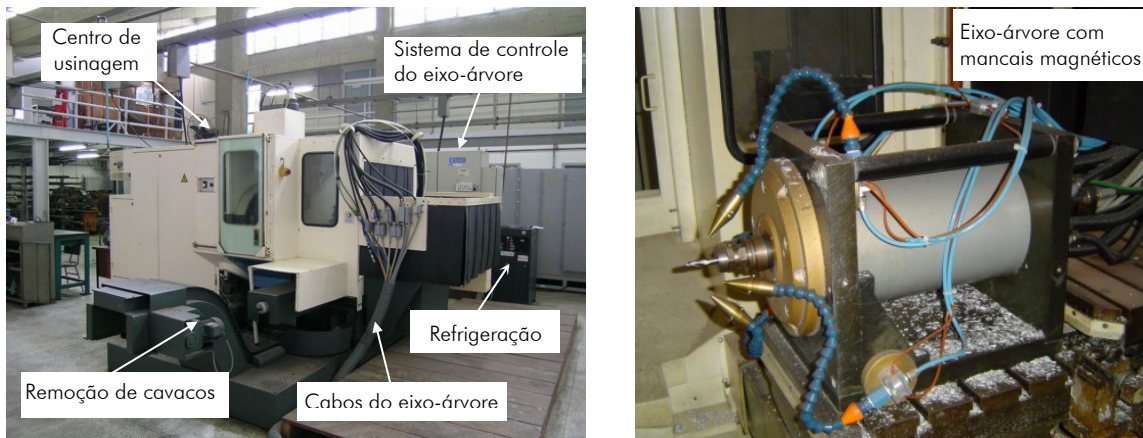 Centro de
usinagem
Sistema de controle
do eixo-árvore
Refrigeração
Remoção de cavacos
Cabos do eixo-árvore
Eixo-árvore com
mancais magnéticos